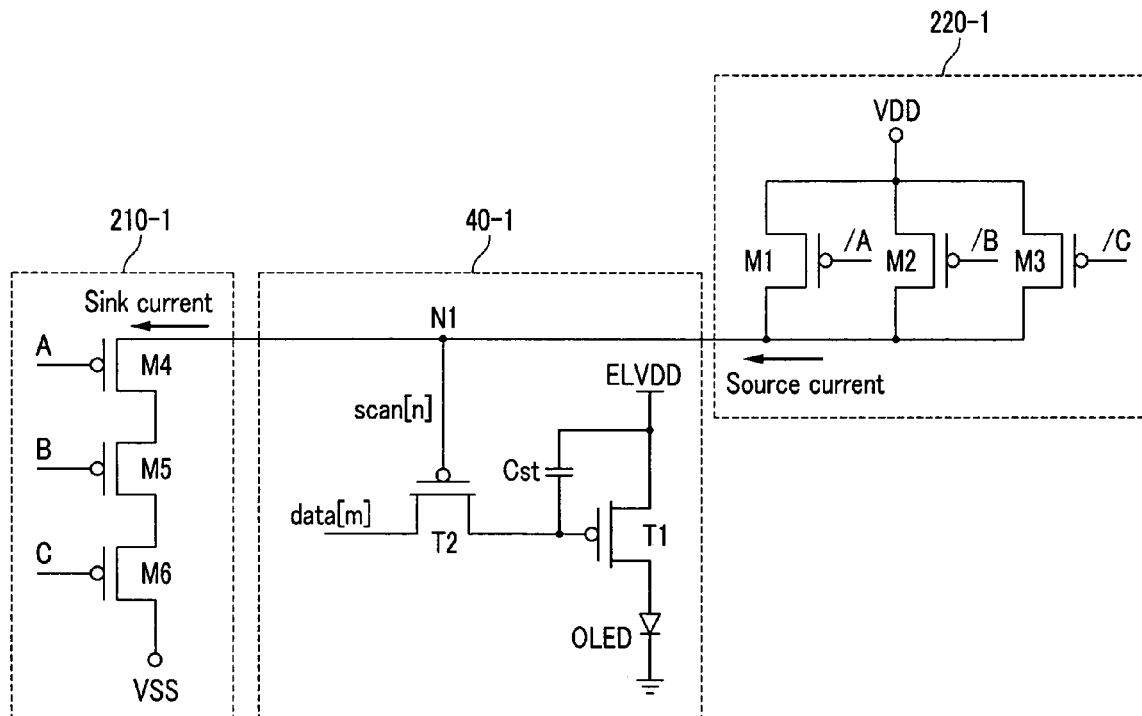 220-1
VDD
210-1
40-1
M1
/A
M2
/B
M3
/C
Sink current
N1
A
M4
Source current
ELVDD
scan[n]
B
M5
Cst
data[m]
T2
T1
C
M6
OLED
VSS